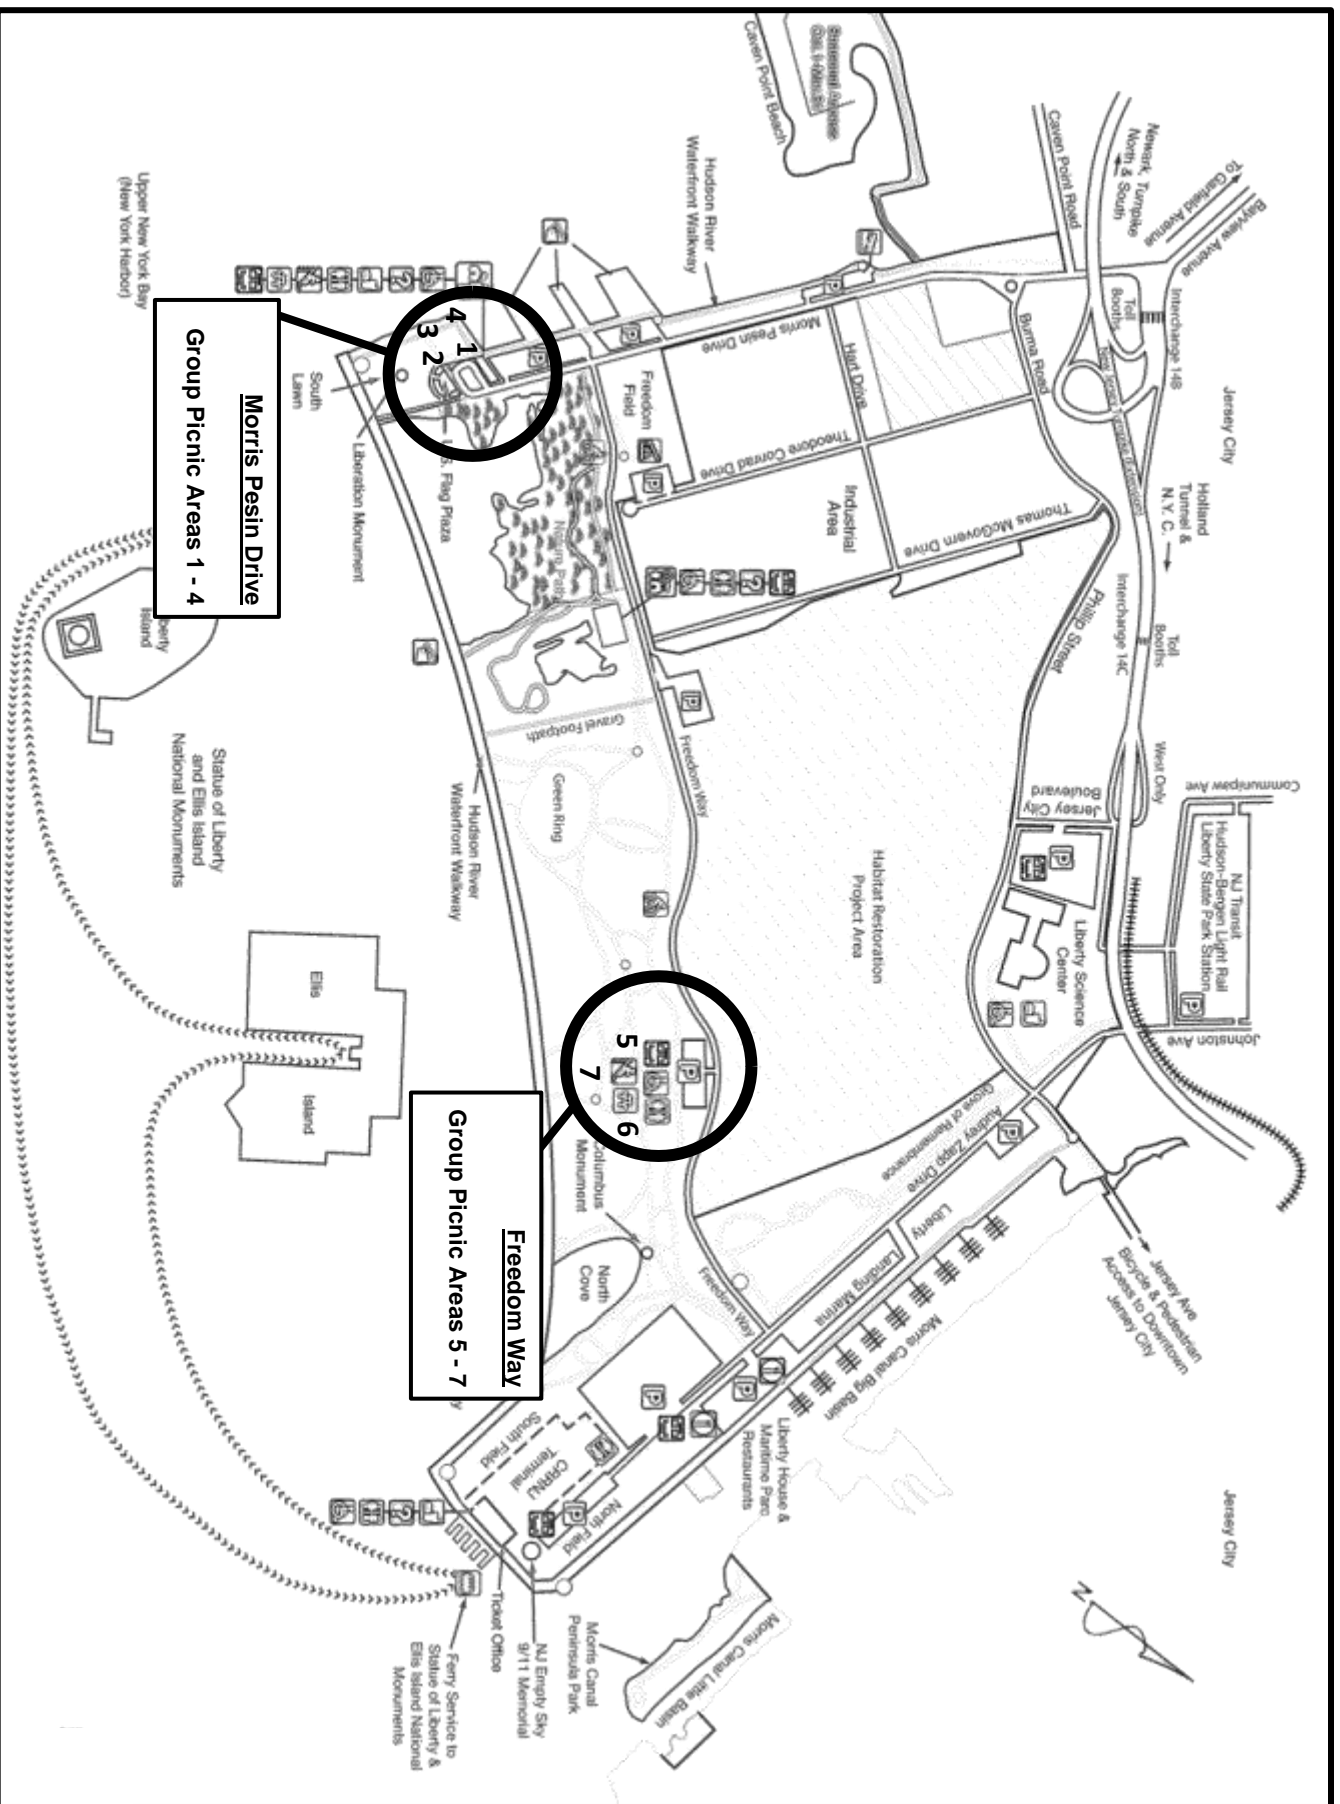 Jersey City
Jersey City
To Garfield Avenue
Bayview Avenue
Newark, Turnpike
North & South
Interchange 14B
Toll
Booths
New Jersey Turnpike (Extension)
Holland
Tunnel &
N.Y. C.
Interchange 14C
Toll
Booths
West Only
Communipaw Ave
NJ Transit
Hudson-Bergen Light Rail
Liberty State Park Station
P
Johnston Ave
Caven Point Road
Burma Road
Phillip Street
Jersey City
Boulevard
P
Liberty Science
Center
Jersey Ave
Bicycle & Pedestrian
Access to Downtown
Jersey City
Caven Point Beach
Hudson River
Waterfront Walkway
P
Morris Pesin Drive
Hart Drive
Theodore Conrad Drive
Industrial
Area
Thomas McGovern Drive
Habitat Restoration
Project Area
Grove of Remembrance
Audrey Zapp Drive
P
Liberty
Landing Marina
Morris Canal Big Basin
P
P
Freedom
Field
P
P
Freedom Way
Freedom Way
Nature Path
Gravel Footpath
Green Ring
P
5
6
7
Columbus
Monument
North
Cove
P
P
Liberty House &
Maritime Parc
Restaurants
South Field
CRRNJ
Terminal
North Field
P
Morris Canal Little Basin
Morris Canal
Peninsula Park
NJ Empty Sky
9/11 Memorial
Ticket Office
Ferry Service to
Statue of Liberty &
Ellis Island National
Monuments
N
4
1
3
2
U.S. Flag Plaza
Liberation Monument
South
Lawn
Hudson River
Waterfront Walkway
Upper New York Bay
(New York Harbor)
Morris Pesin Drive
Group Picnic Areas 1 - 4
Freedom Way
Group Picnic Areas 5 - 7
Island
Statue of Liberty
and Ellis Island
National Monuments
Ellis
Island